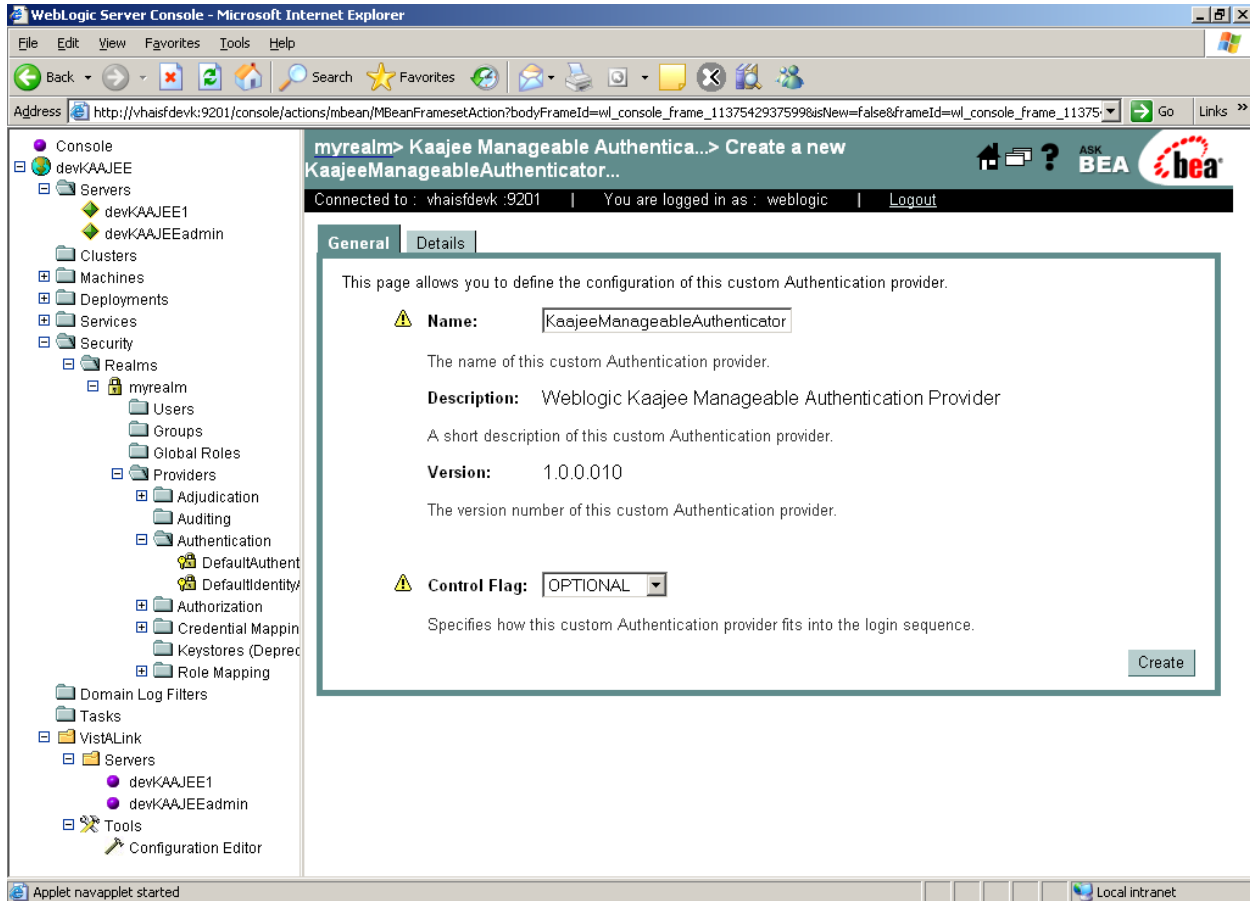 WebLogic Server Console - Microsoft Internet Explorer
File Edit View Favorites Tools Help
Back Search Favorites
Address http://vhaisfdevk:9201/console/actions/mbean/MBeanFramesetAction?bodyFrameId=wl_console_frame_1137542937599&isNew=false&frameId=wl_console_frame_11375 Go Links »
Console
devKAAJEE
Servers
devKAAJEE1
devKAAJEEadmin
Clusters
Machines
Deployments
Services
Security
Realms
myrealm
Users
Groups
Global Roles
Providers
Adjudication
Auditing
Authentication
DefaultAuthent
DefaultIdentityA
Authorization
Credential Mappin
Keystores (Deprec
Role Mapping
Domain Log Filters
Tasks
VistALink
Servers
devKAAJEE1
devKAAJEEadmin
Tools
Configuration Editor
myrealm> Kaajee Manageable Authentica...> Create a new
KaajeeManageableAuthenticator...
? ASK BEA bea
Connected to : vhaisfdevk :9201 | You are logged in as : weblogic | Logout
General Details
This page allows you to define the configuration of this custom Authentication provider.
Name: KaajeeManageableAuthenticator
The name of this custom Authentication provider.
Description: Weblogic Kaajee Manageable Authentication Provider
A short description of this custom Authentication provider.
Version: 1.0.0.010
The version number of this custom Authentication provider.
Control Flag: OPTIONAL
Specifies how this custom Authentication provider fits into the login sequence.
Create
Applet navapplet started Local intranet